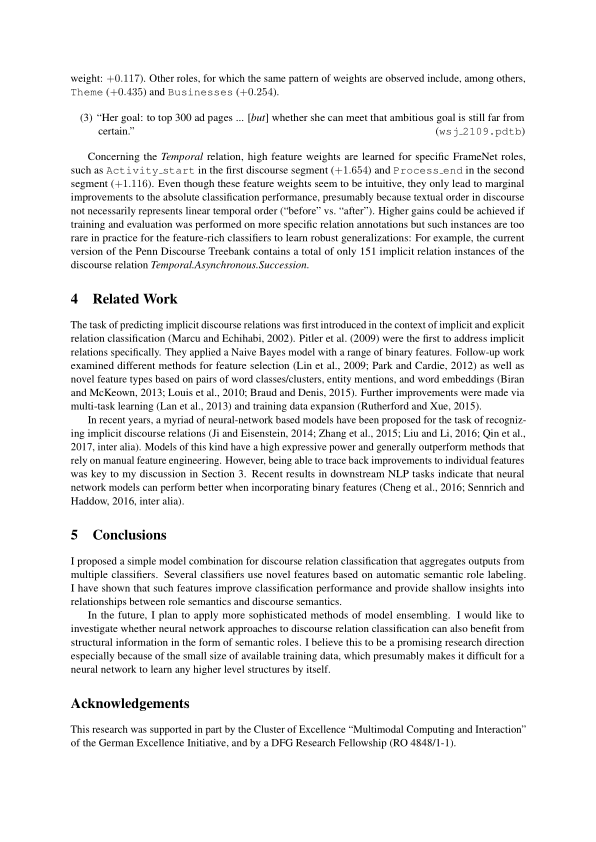 weight: +0.117). Other roles, for which the same pattern of weights are observed include, among others,
Theme (+0.435) and Businesses (+0.254).
(3) “Her goal: to top 300 ad pages ... [but] whether she can meet that ambitious goal is still far from
certain.” (wsj_2109.pdtb)
Concerning the Temporal relation, high feature weights are learned for specific FrameNet roles,
such as Activity_start in the first discourse segment (+1.654) and Process_end in the second
segment (+1.116). Even though these feature weights seem to be intuitive, they only lead to marginal
improvements to the absolute classification performance, presumably because textual order in discourse
not necessarily represents linear temporal order (“before” vs. “after”). Higher gains could be achieved if
training and evaluation was performed on more specific relation annotations but such instances are too
rare in practice for the feature-rich classifiers to learn robust generalizations: For example, the current
version of the Penn Discourse Treebank contains a total of only 151 implicit relation instances of the
discourse relation Temporal.Asynchronous.Succession.
4 Related Work
The task of predicting implicit discourse relations was first introduced in the context of implicit and explicit
relation classification (Marcu and Echihabi, 2002). Pitler et al. (2009) were the first to address implicit
relations specifically. They applied a Naive Bayes model with a range of binary features. Follow-up work
examined different methods for feature selection (Lin et al., 2009; Park and Cardie, 2012) as well as
novel feature types based on pairs of word classes/clusters, entity mentions, and word embeddings (Biran
and McKeown, 2013; Louis et al., 2010; Braud and Denis, 2015). Further improvements were made via
multi-task learning (Lan et al., 2013) and training data expansion (Rutherford and Xue, 2015).
In recent years, a myriad of neural-network based models have been proposed for the task of recogniz-
ing implicit discourse relations (Ji and Eisenstein, 2014; Zhang et al., 2015; Liu and Li, 2016; Qin et al.,
2017, inter alia). Models of this kind have a high expressive power and generally outperform methods that
rely on manual feature engineering. However, being able to trace back improvements to individual features
was key to my discussion in Section 3. Recent results in downstream NLP tasks indicate that neural
network models can perform better when incorporating binary features (Cheng et al., 2016; Sennrich and
Haddow, 2016, inter alia).
5 Conclusions
I proposed a simple model combination for discourse relation classification that aggregates outputs from
multiple classifiers. Several classifiers use novel features based on automatic semantic role labeling.
I have shown that such features improve classification performance and provide shallow insights into
relationships between role semantics and discourse semantics.
In the future, I plan to apply more sophisticated methods of model ensembling. I would like to
investigate whether neural network approaches to discourse relation classification can also benefit from
structural information in the form of semantic roles. I believe this to be a promising research direction
especially because of the small size of available training data, which presumably makes it difficult for a
neural network to learn any higher level structures by itself.
Acknowledgements
This research was supported in part by the Cluster of Excellence “Multimodal Computing and Interaction”
of the German Excellence Initiative, and by a DFG Research Fellowship (RO 4848/1-1).